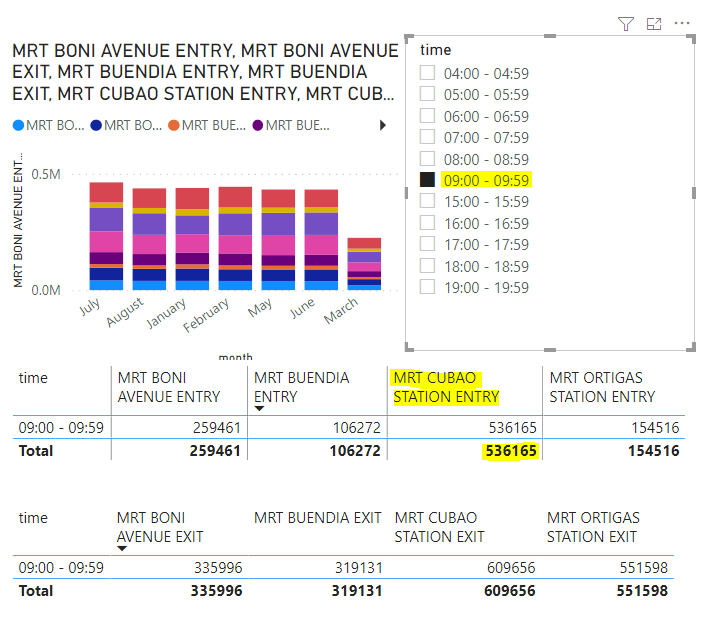 MRT BONI AVENUE ENTRY, MRT BONI AVENUE
EXIT, MRT BUENDIA ENTRY, MRT BUENDIA
EXIT, MRT CUBAO STATION ENTRY, MRT CUB...
MRT BO... MRT BO... MRT BUE... MRT BUE...
MRT BONI AVENUE ENT...
0.5M
0.0M
July August January February May June March
month
time
04:00 - 04:59
05:00 - 05:59
06:00 - 06:59
07:00 - 07:59
08:00 - 08:59
09:00 - 09:59
15:00 - 15:59
16:00 - 16:59
17:00 - 17:59
18:00 - 18:59
19:00 - 19:59
time MRT BONI MRT BUENDIA MRT CUBAO MRT ORTIGAS
AVENUE ENTRY ENTRY STATION ENTRY STATION ENTRY
09:00 - 09:59 259461 106272 536165 154516
Total 259461 106272 536165 154516
time MRT BONI MRT BUENDIA EXIT MRT CUBAO MRT ORTIGAS
AVENUE EXIT STATION EXIT STATION EXIT
09:00 - 09:59 335996 319131 609656 551598
Total 335996 319131 609656 551598